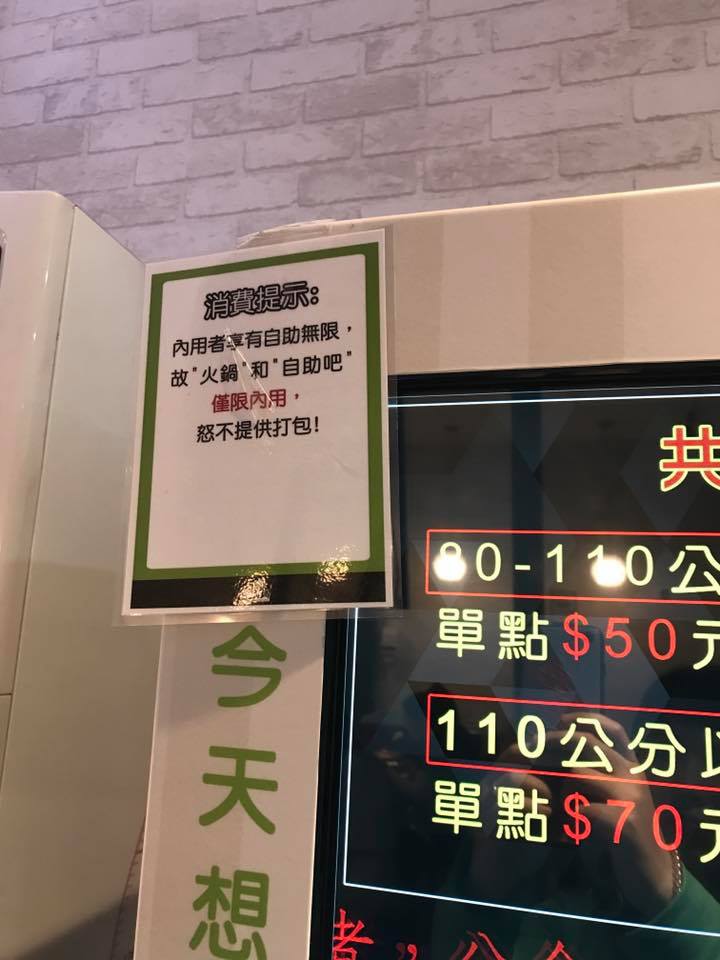 消費提示:
內用者享有自助無限，
故"火鍋"和"自助吧"
僅限內用，
怒不提供打包!
今天想
共
80-110公
單點$50元
110公分以
單點$70元